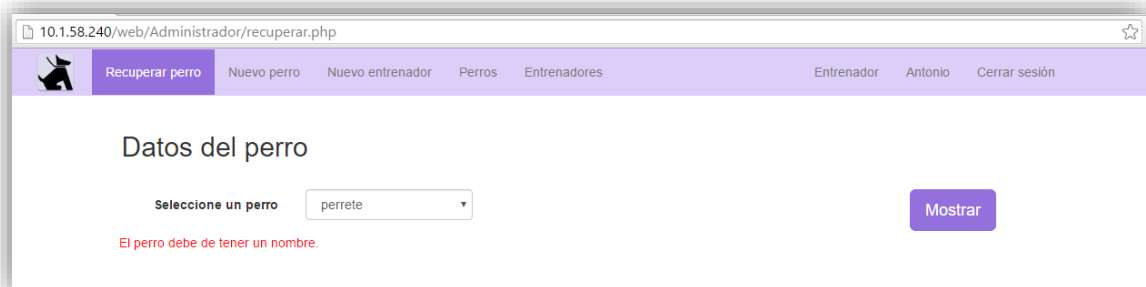 10.1.58.240/web/Administrador/recuperar.php
Recuperar perro Nuevo perro Nuevo entrenador Perros Entrenadores Entrenador Antonio Cerrar sesión
Datos del perro
Seleccione un perro perrete Mostrar
El perro debe de tener un nombre.